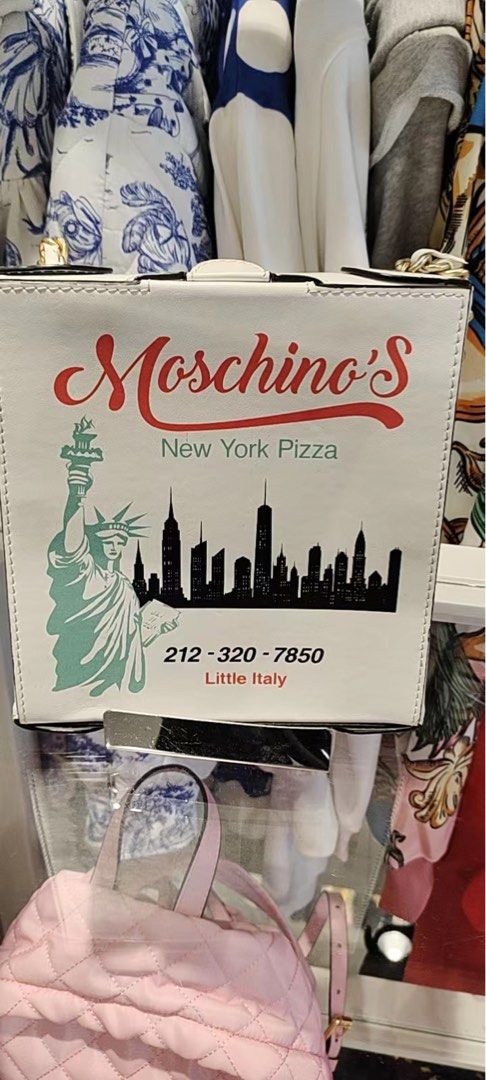 Moschino's
New York Pizza
212 - 320 - 7850
Little Italy